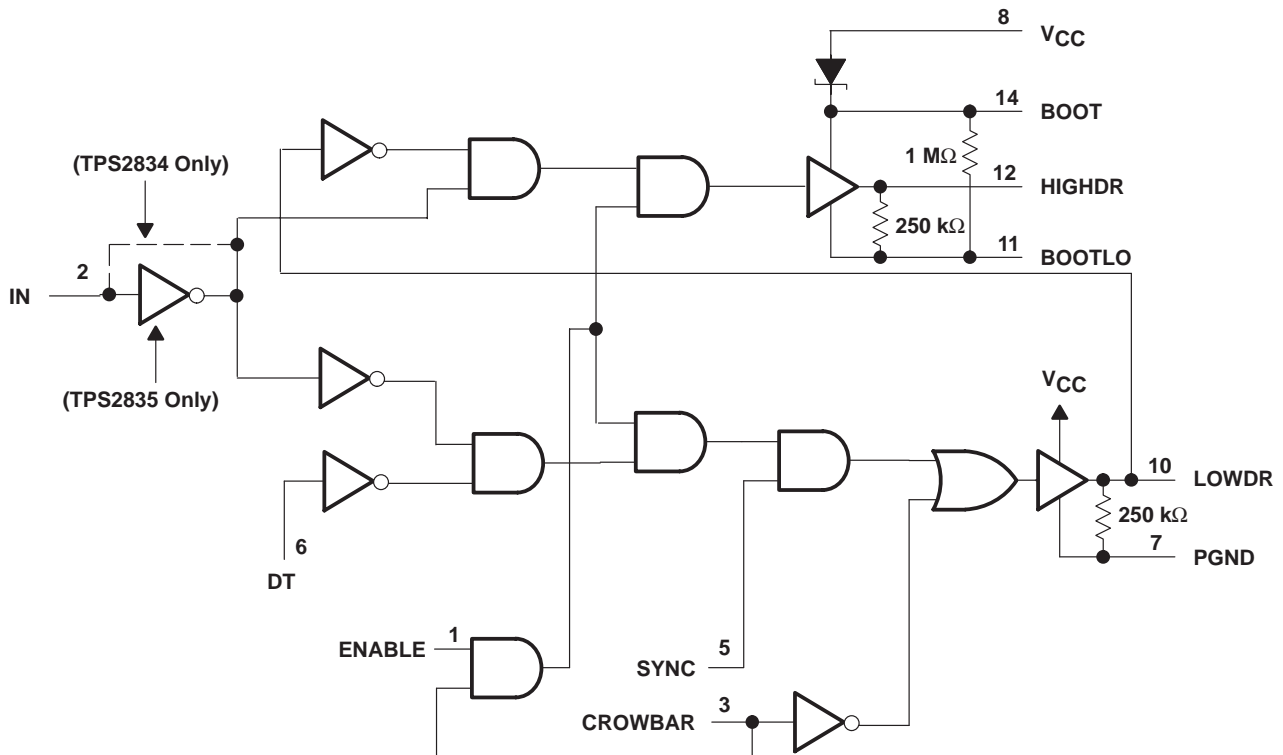 8
VCC
14
BOOT
(TPS2834 Only)
1 MΩ
12
HIGHDR
250 kΩ
11
BOOTLO
2
IN
(TPS2835 Only)
VCC
10
LOWDR
250 kΩ
6
7
PGND
DT
1
ENABLE
5
SYNC
3
CROWBAR